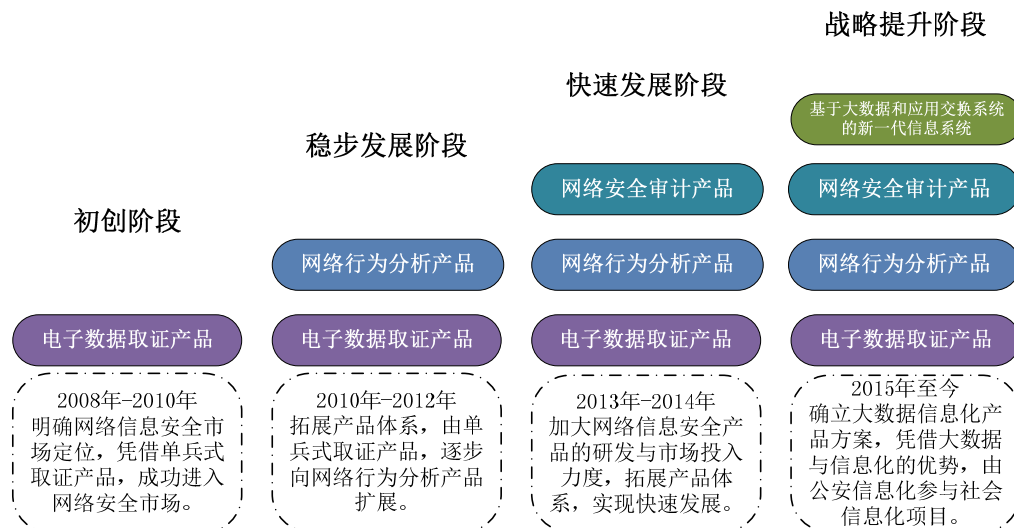 初创阶段
电子数据取证产品
2008年-2010年
明确网络信息安全市
场定位，凭借单兵式
取证产品，成功进入
网络安全市场。
稳步发展阶段
网络行为分析产品
电子数据取证产品
2010年-2012年
拓展产品体系，由单
兵式取证产品，逐步
向网络行为分析产品
扩展。
快速发展阶段
网络安全审计产品
网络行为分析产品
电子数据取证产品
2013年-2014年
加大网络信息安全产
品的研发与市场投入
力度，拓展产品体
系，实现快速发展。
战略提升阶段
基于大数据和应用交换系统
的新一代信息系统
网络安全审计产品
网络行为分析产品
电子数据取证产品
2015年至今
确立大数据信息化产
品方案，凭借大数据
与信息化的优势，由
公安信息化参与社会
信息化项目。